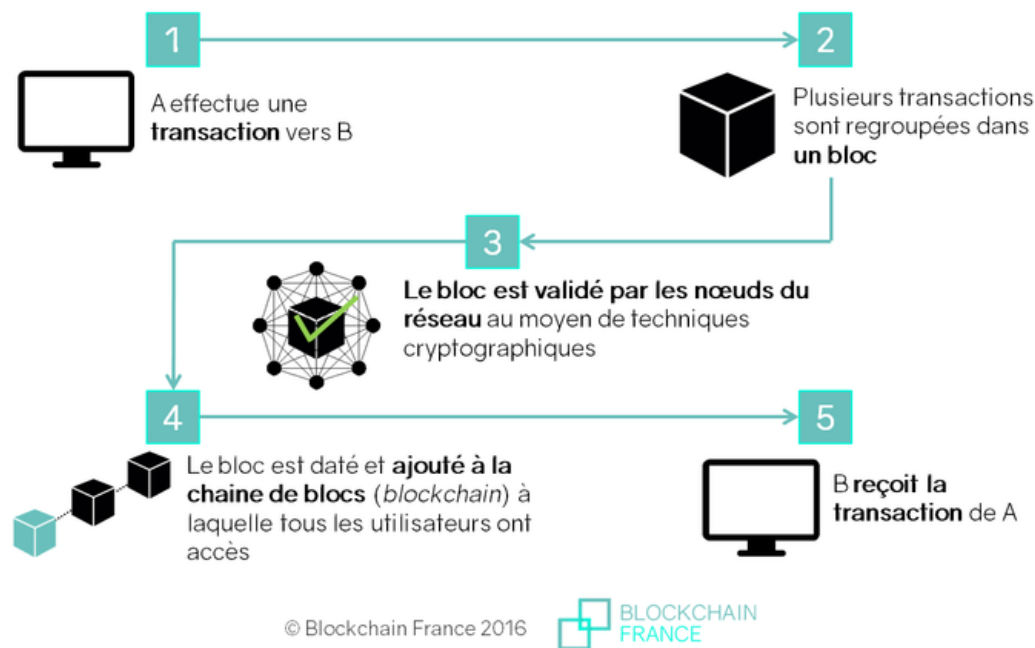 1
2
A effectue une
transaction vers B
Plusieurs transactions
sont regroupées dans
un bloc
3
Le bloc est validé par les nœuds du
réseau au moyen de techniques
cryptographiques
4
5
Le bloc est daté et ajouté à la
chaine de blocs (blockchain) à
laquelle tous les utilisateurs ont
accès
B reçoit la
transaction de A
© Blockchain France 2016
BLOCKCHAIN
FRANCE